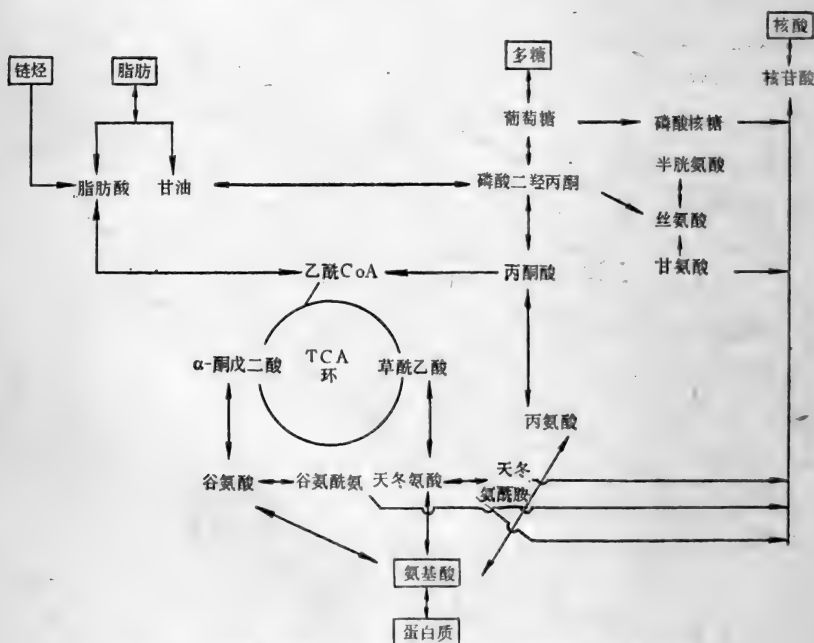 核酸
链烃
脂肪
多糖
核苷酸
葡萄糖
磷酸核糖
半胱氨酸
脂肪酸
甘油
磷酸二羟丙酮
丝氨酸
甘氨酸
乙酰CoA
丙酮酸
α-酮戊二酸
TCA
环
草酰乙酸
丙氨酸
天冬
氨酰胺
谷氨酸
谷氨酰氨
天冬氨酸
氨基酸
蛋白质